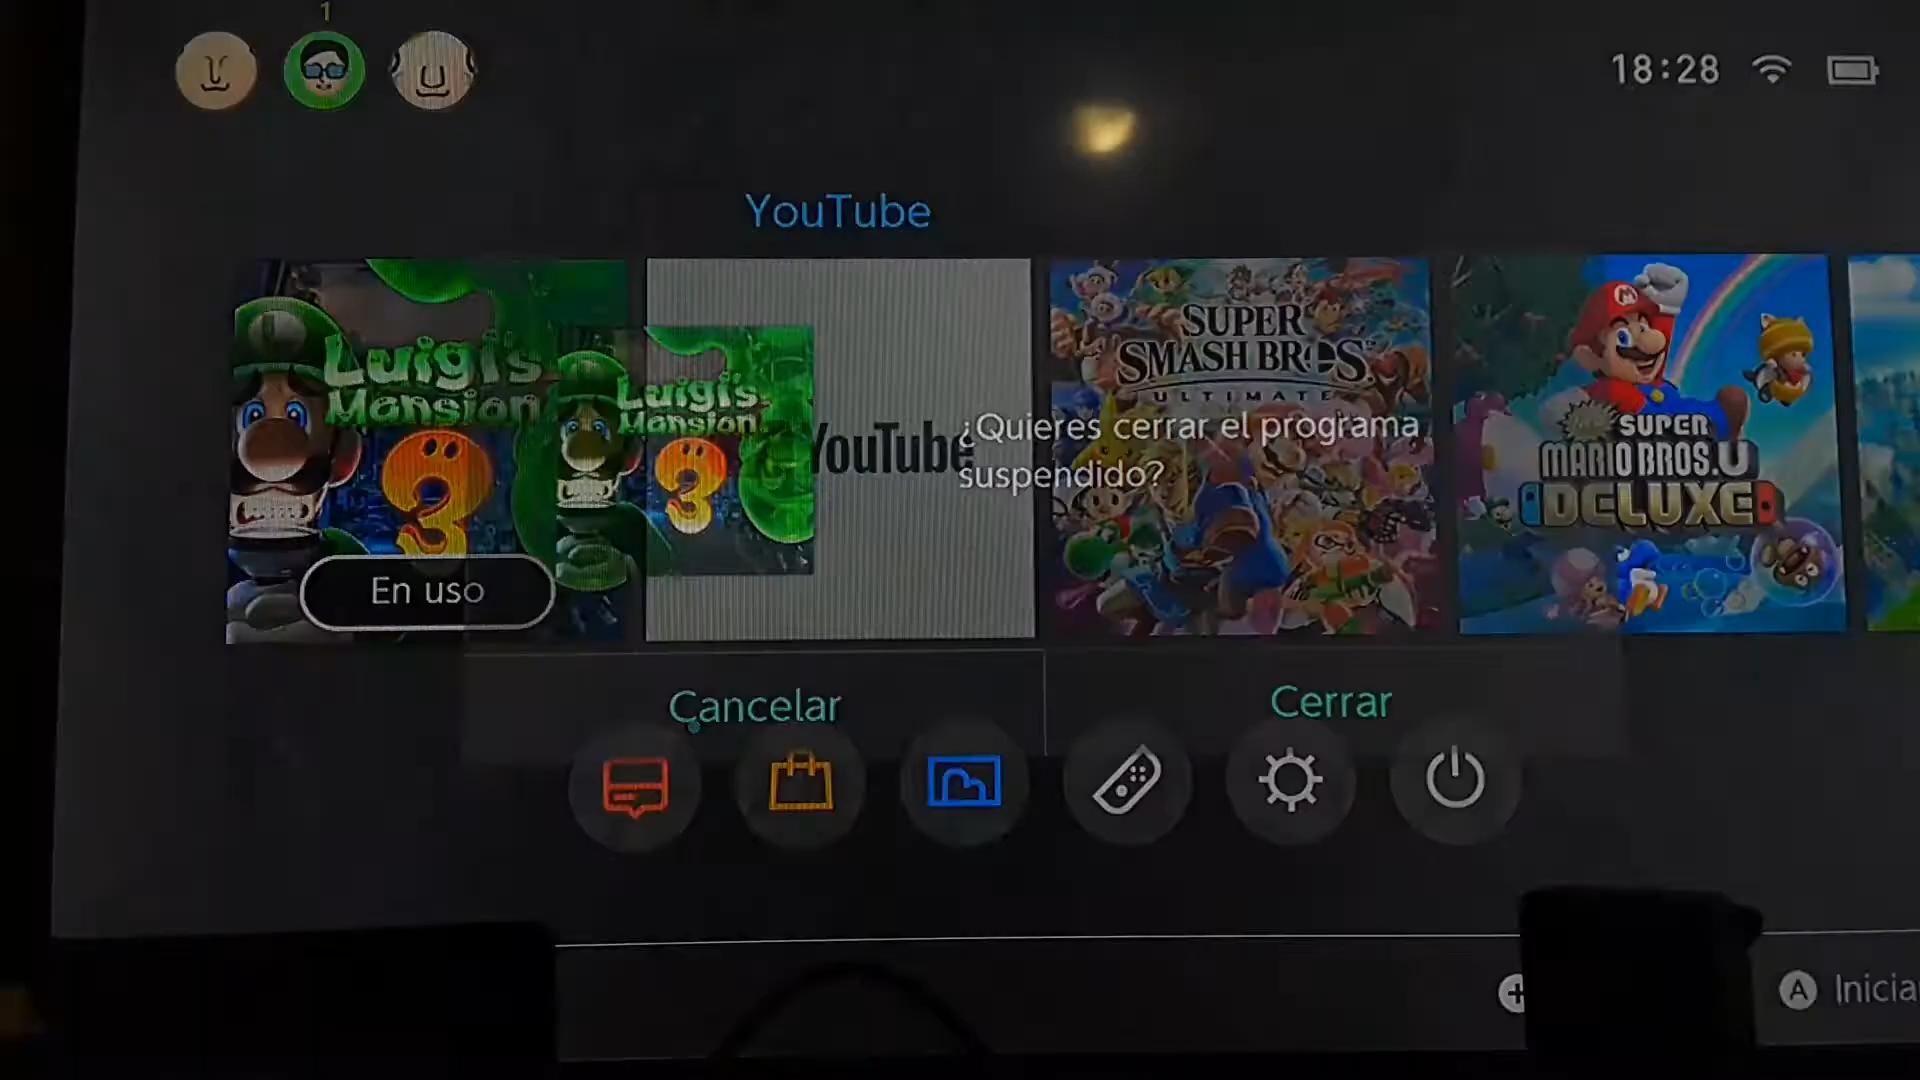 1
18:28
YouTube
LuIgI's
MansIon
3
En uso
LuIgI's
MansIon
3
YouTube
SUPER
SMASH BROS.
ULTIMATE
¿Quieres cerrar el programa
suspendido?
NEW
SUPER
MARIO BROS.U
DELUXE
Cancelar
Cerrar
A Inicia